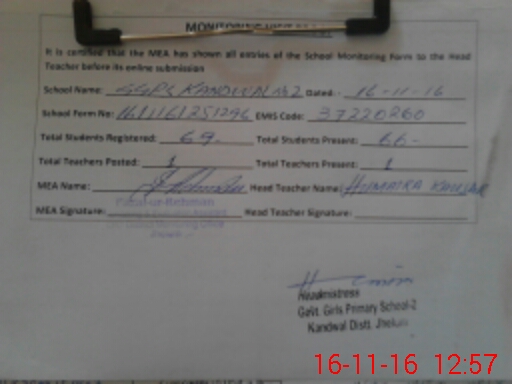 MONITORING
It is certified that the MEA has shown all entries of the School Monitoring Form to the Head
Teacher before its online submission
School Name: GGPS KANDWAL No 2 Dated:- 16-11-16
School Form No: EMIS Code: 37220260
Total Students Registered: 69- Total Students Present: 66-
Total Teachers Posted: 1 Total Teachers Present: 1
MEA Name: Head Teacher Name: HUMAIRA
MEA Signature: Head Teacher Signature:
-ur-Rehman
Headmistress
Govt. Girls Primary School-2
Kandwal Distt. Jhelum
16-11-16 12:57